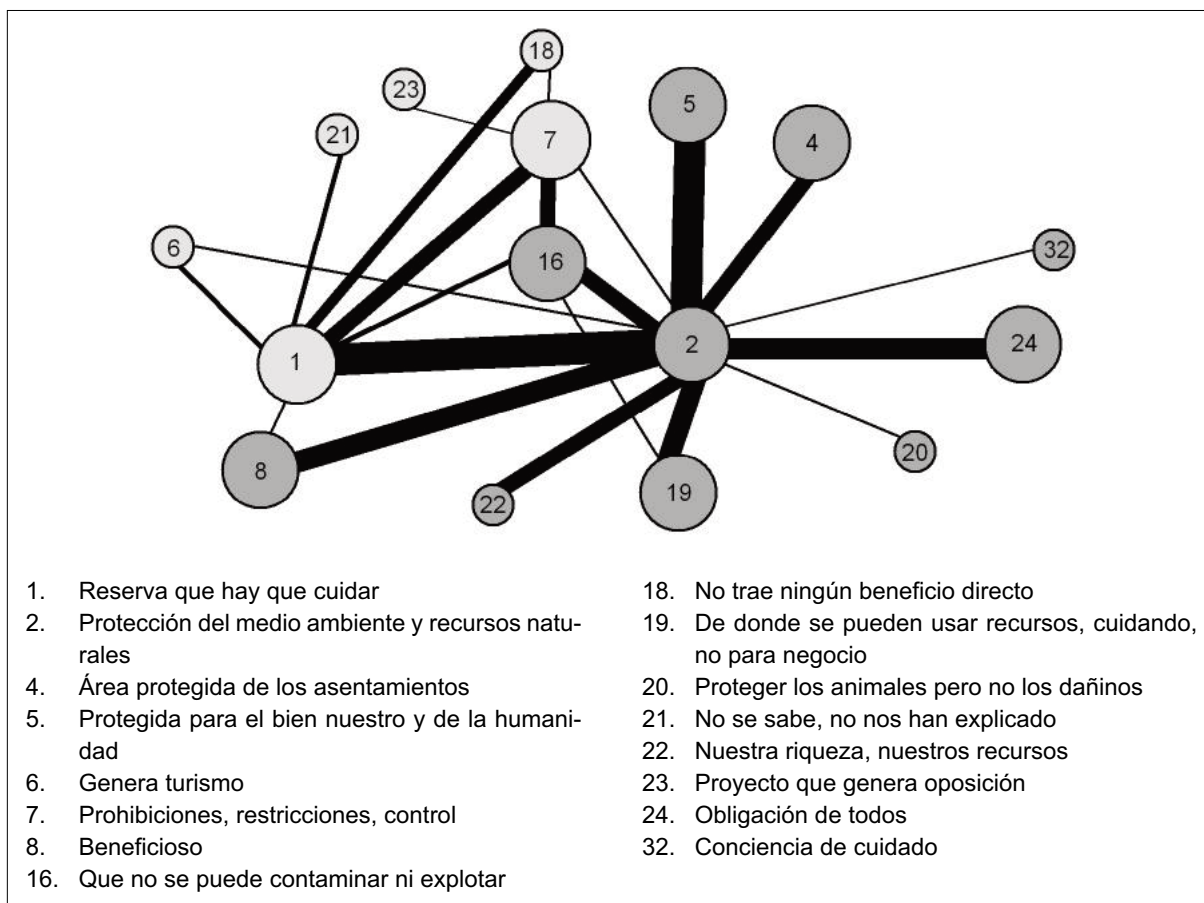 18
23
5
21
7
4
6
16
32
1
2
24
8
20
22
19
1. Reserva que hay que cuidar
2. Protección del medio ambiente y recursos natu-
rales
4. Área protegida de los asentamientos
5. Protegida para el bien nuestro y de la humani-
dad
6. Genera turismo
7. Prohibiciones, restricciones, control
8. Beneficioso
16. Que no se puede contaminar ni explotar
18. No trae ningún beneficio directo
19. De donde se pueden usar recursos, cuidando,
no para negocio
20. Proteger los animales pero no los dañinos
21. No se sabe, no nos han explicado
22. Nuestra riqueza, nuestros recursos
23. Proyecto que genera oposición
24. Obligación de todos
32. Conciencia de cuidado